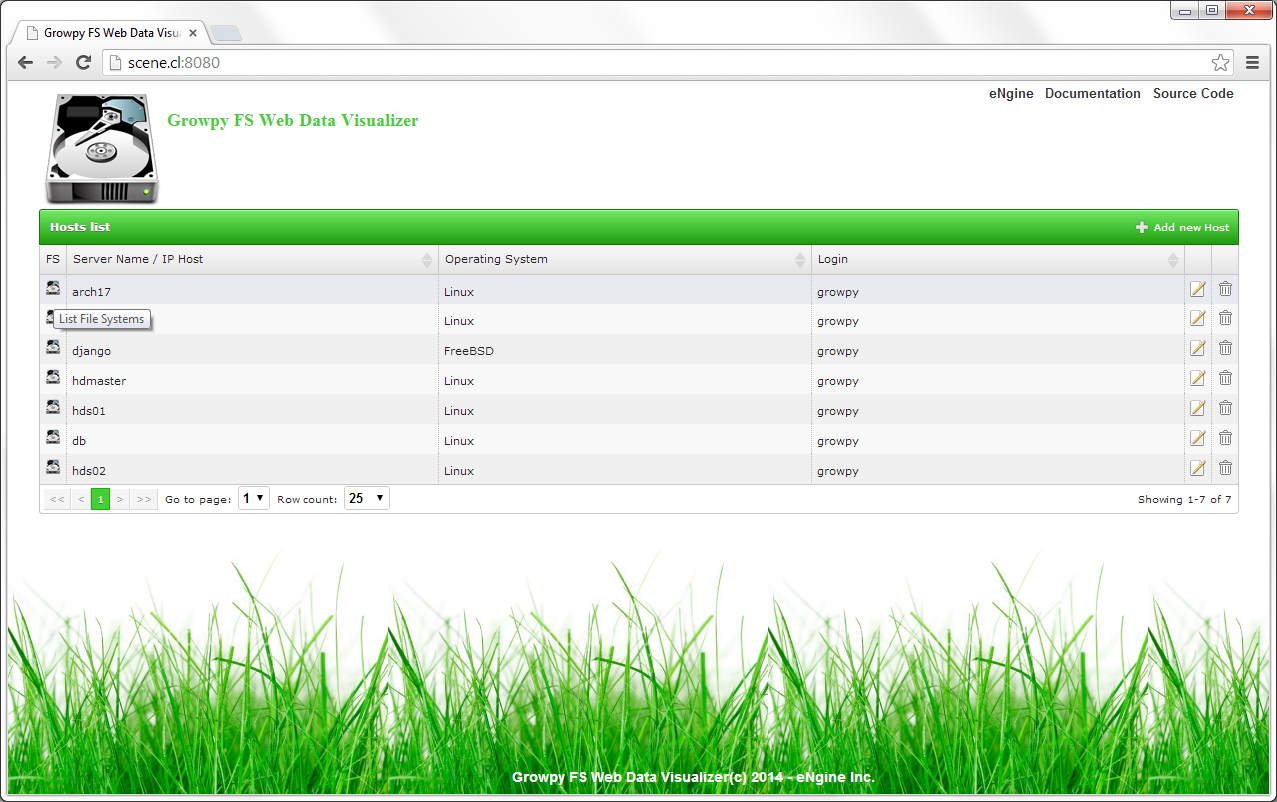 Growpy FS Web Data Visu
scene.cl:8080
eNgine Documentation Source Code
Growpy FS Web Data Visualizer
Hosts list Add new Host
FS Server Name / IP Host Operating System Login
arch17 Linux growpy
List File Systems Linux growpy
django FreeBSD growpy
hdmaster Linux growpy
hds01 Linux growpy
db Linux growpy
hds02 Linux growpy
<< < 1 > >> Go to page: 1 Row count: 25 Showing 1-7 of 7
Growpy FS Web Data Visualizer(c) 2014 - eNgine Inc.